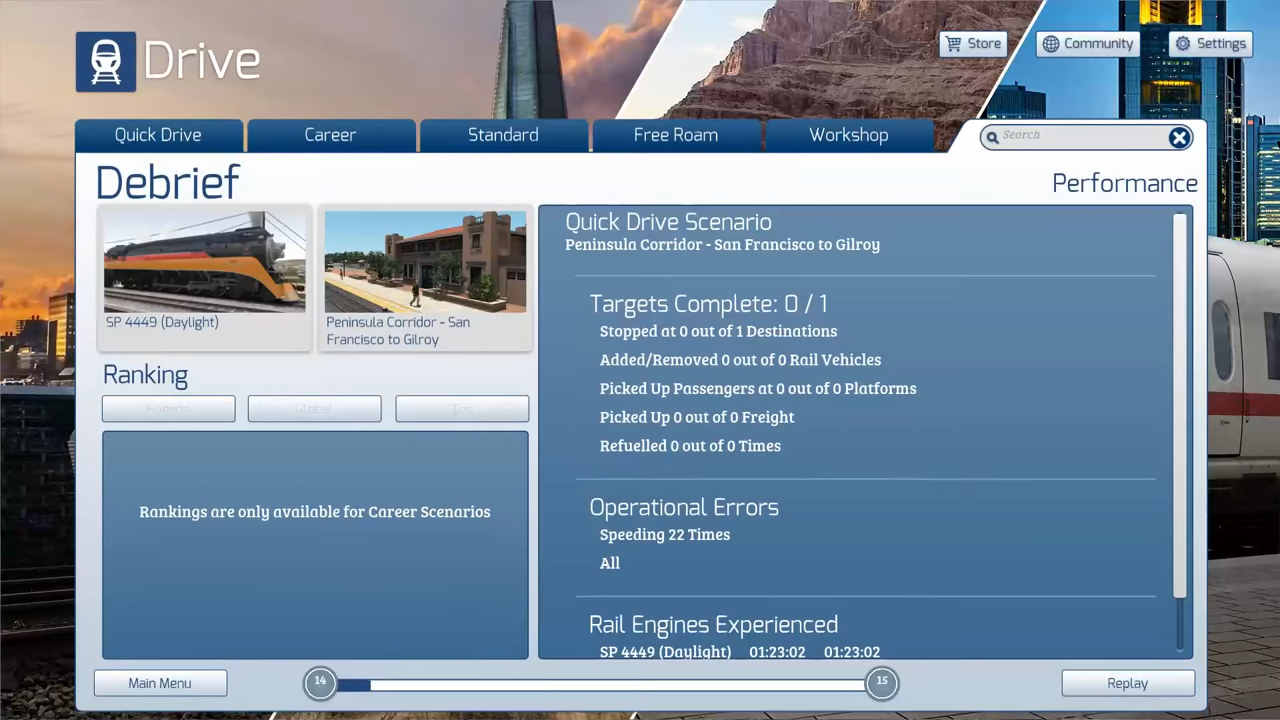 Drive
Store
Community
Settings
Quick Drive
Career
Standard
Free Roam
Workshop
Search
Debrief
Performance
SP 4449 (Daylight)
Peninsula Corridor - San
Francisco to Gilroy
Ranking
Friends
Global
Top
Rankings are only available for Career Scenarios
Quick Drive Scenario
Peninsula Corridor - San Francisco to Gilroy
Targets Complete: 0 / 1
Stopped at 0 out of 1 Destinations
Added/Removed 0 out of 0 Rail Vehicles
Picked Up Passengers at 0 out of 0 Platforms
Picked Up 0 out of 0 Freight
Refuelled 0 out of 0 Times
Operational Errors
Speeding 22 Times
All
Rail Engines Experienced
SP 4449 (Daylight) 01:23:02 01:23:02
Main Menu
14
15
Replay